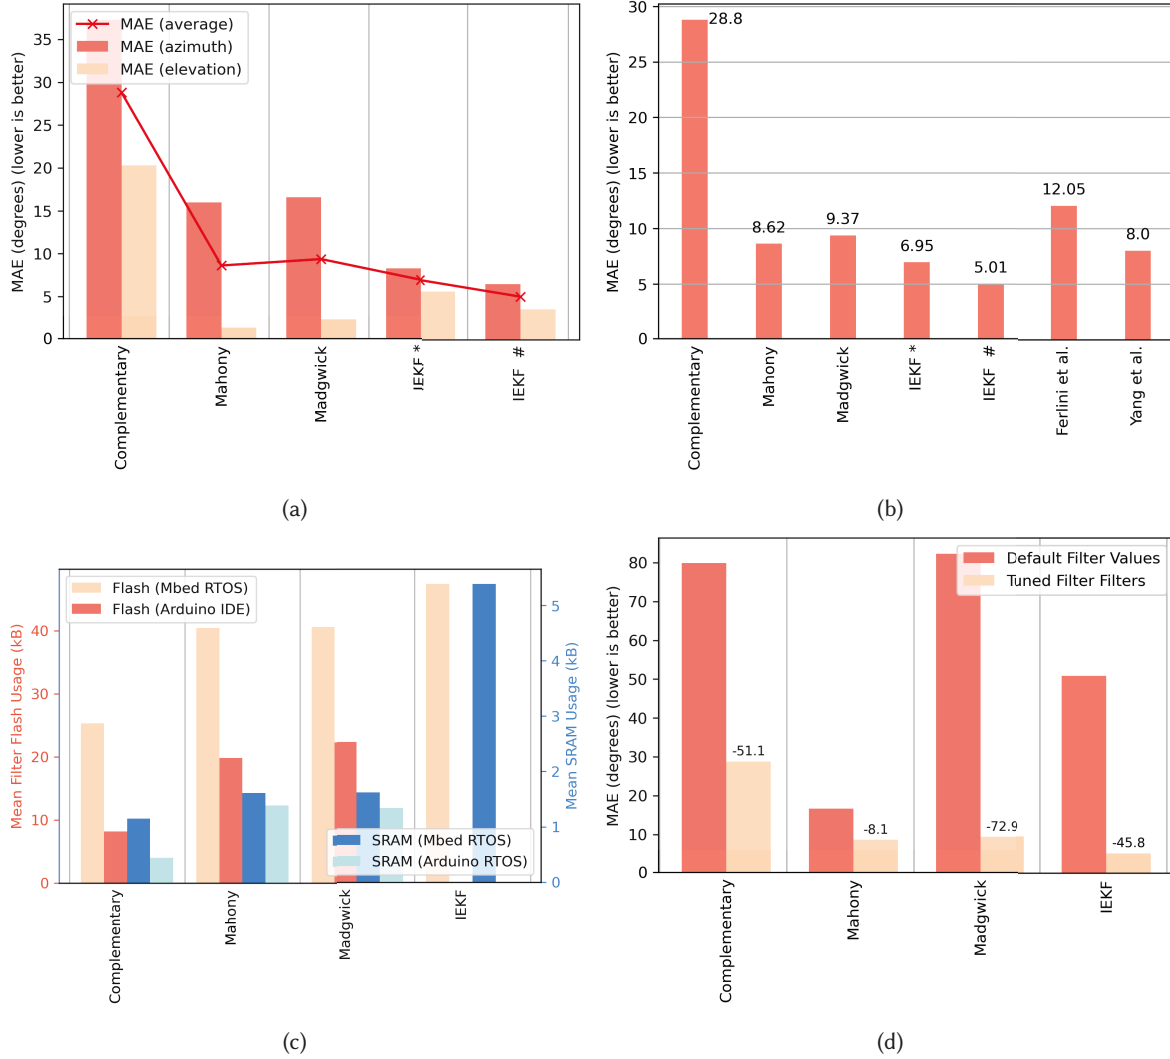 MAE (average)
MAE (azimuth)
MAE (elevation)
MAE (degrees) (lower is better)
35
30
25
20
15
10
5
0
Complementary
Mahony
Madgwick
IEKF *
IEKF #
(a)
MAE (degrees) (lower is better)
30
25
20
15
10
5
0
28.8
8.62
9.37
6.95
5.01
12.05
8.0
Complementary
Mahony
Madgwick
IEKF *
IEKF #
Ferlini et al.
Yang et al.
(b)
Flash (Mbed RTOS)
Flash (Arduino IDE)
Mean Filter Flash Usage (kB)
40
30
20
10
0
Mean SRAM Usage (kB)
5
4
3
2
1
0
SRAM (Mbed RTOS)
SRAM (Arduino RTOS)
Complementary
Mahony
Madgwick
IEKF
(c)
Default Filter Values
Tuned Filter Filters
MAE (degrees) (lower is better)
80
70
60
50
40
30
20
10
0
-51.1
-8.1
-72.9
-45.8
Complementary
Mahony
Madgwick
IEKF
(d)